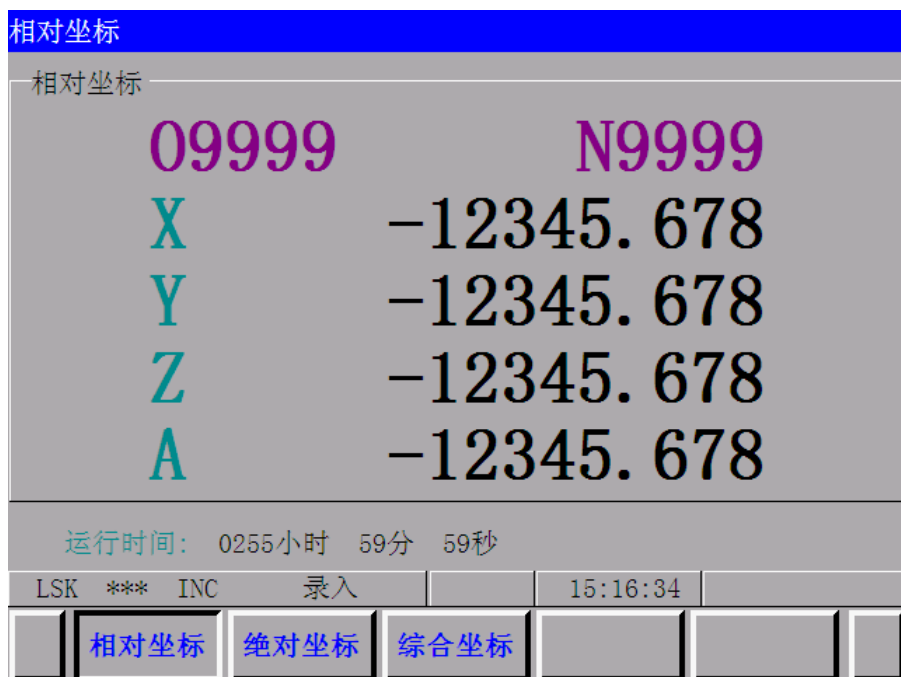 相对坐标
相对坐标
O9999 N9999
X -12345.678
Y -12345.678
Z -12345.678
A -12345.678
运行时间: 0255小时 59分 59秒
LSK *** INC 录入 15:16:34
相对坐标 绝对坐标 综合坐标